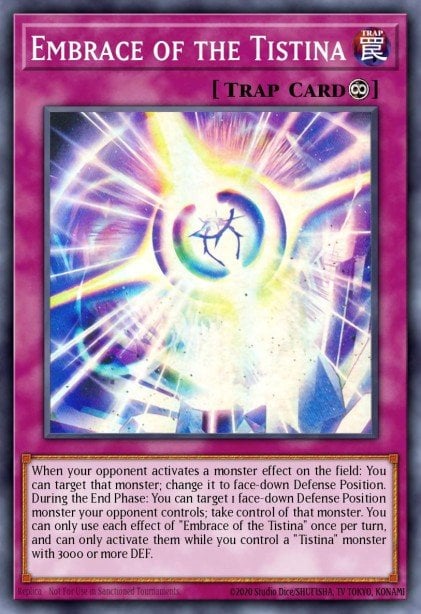 EMBRACE OF THE TISTINA
TRAP
罠
[TRAP CARD]
When your opponent activates a monster effect on the field: You
can target that monster; change it to face-down Defense Position.
During the End Phase: You can target 1 face-down Defense Position
monster your opponent controls; take control of that monster. You
can only use each effect of "Embrace of the Tistina" once per turn,
and can only activate them while you control a "Tistina" monster
with 3000 or more DEF.
Replica - Not For Use in Sanctioned Tournaments
©2020 Studio Dice/SHUEISHA, TV TOKYO, KONAMI